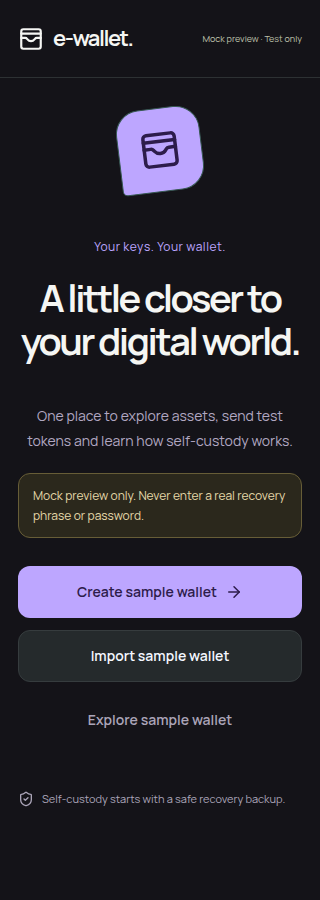 e-wallet.
Mock preview · Test only
Your keys. Your wallet.
A little closer to
your digital world.
One place to explore assets, send test
tokens and learn how self-custody works.
Mock preview only. Never enter a real recovery
phrase or password.
Create sample wallet
Import sample wallet
Explore sample wallet
Self-custody starts with a safe recovery backup.